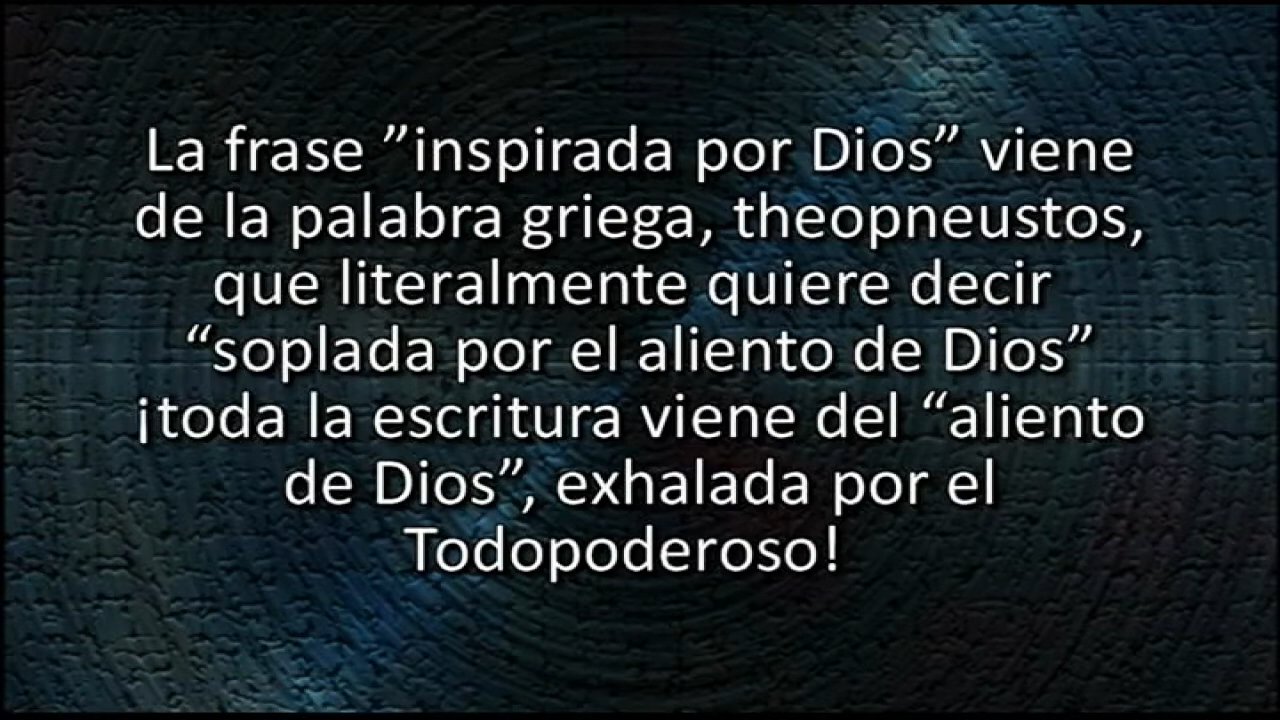 La frase ”inspirada por Dios” viene
de la palabra griega, theopneustos,
que literalmente quiere decir
“soplada por el aliento de Dios”
¡toda la escritura viene del “aliento
de Dios”, exhalada por el
Todopoderoso!